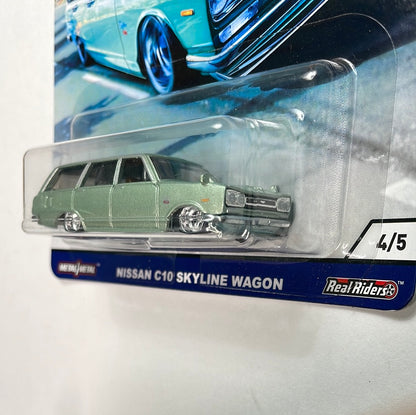 4/5
METAL/METAL
NISSAN C10 SKYLINE WAGON
Real Riders